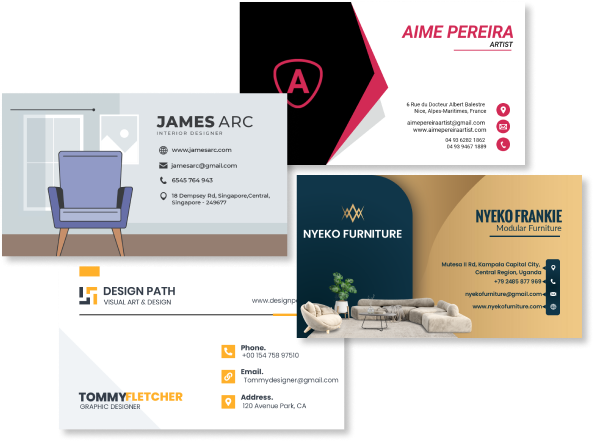 AIME PEREIRA
ARTIST
A
6 Rue du Docteur Albert Balestre
Nice, Alpes-Maritimes, France
aimepereiraartist@gmail.com
www.aimepereiraartist.com
04 93 6282 1862
04 93 9467 1889
JAMES ARC
INTERIOR DESIGNER
www.jamesarc.com
jamesarc@gmail.com
6545 764 943
18 Dempsey Rd, Singapore,Central,
Singapore - 249677
NYEKO FURNITURE
NYEKO FRANKIE
Modular Furniture
Mutesa II Rd, Kampala Capital City,
Central Region, Uganda
+79 2485 877 969
nyekofurniture@gmail.com
www.nyekofurniture.com
DESIGN PATH
VISUAL ART & DESIGN
www.designpa
Phone.
+00 154 758 97510
Email.
Tommydesigner@gmail.com
Address.
120 Avenue Park, CA
TOMMYFLETCHER
GRAPHIC DESIGNER